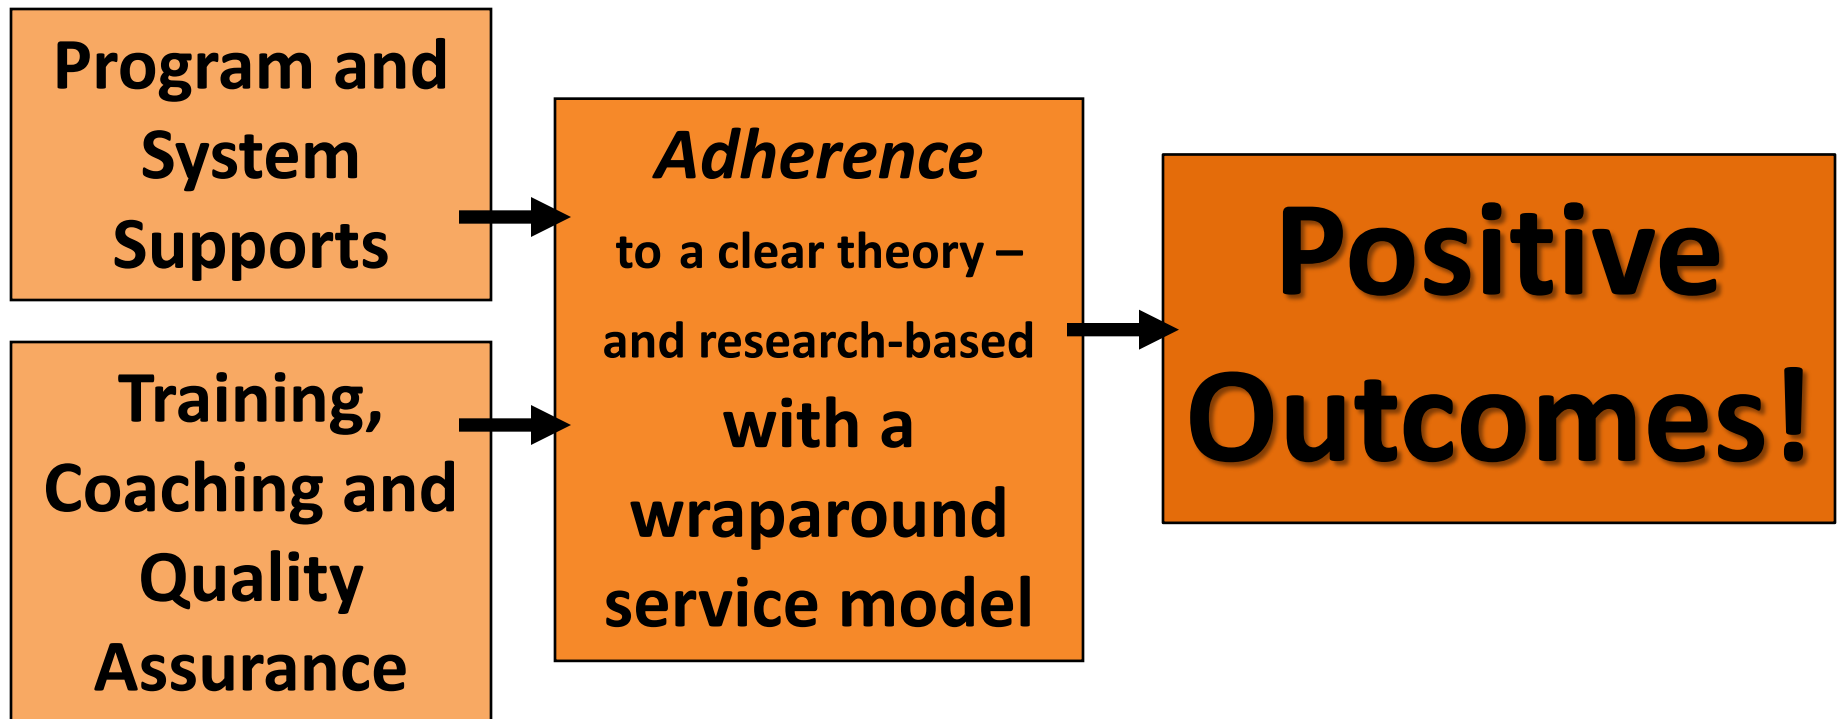 Program and
System
Supports
Training,
Coaching and
Quality
Assurance
Adherence
to a clear theory –
and research-based
with a
wraparound
service model
Positive
Outcomes!